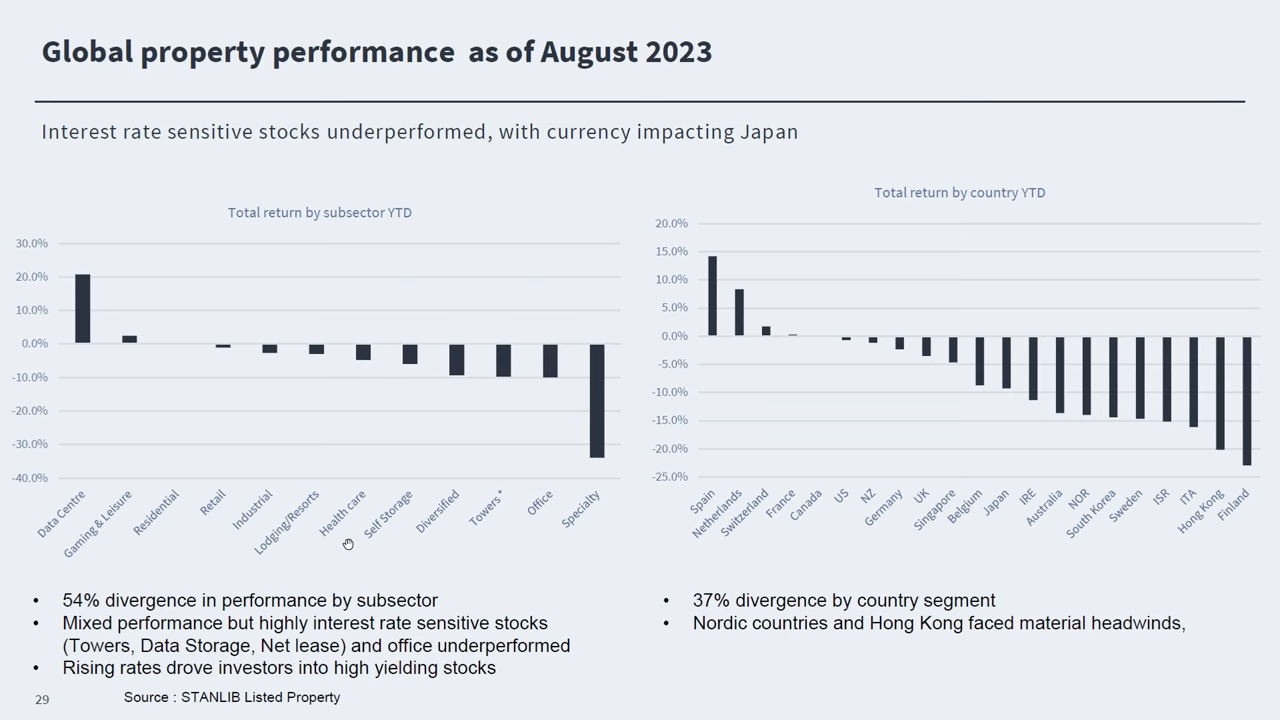 Global property performance  as of August 2023
Interest rate sensitive stocks underperformed, with currency impacting Japan
Total return by subsector YTD
30.0%
20.0%
10.0%
0.0%
-10.0%
-20.0%
-30.0%
-40.0%
Data Centre
Gaming & Leisure
Residential
Retail
Industrial
Lodging/Resorts
Health care
Self Storage
Diversified
Towers *
Office
Specialty
Total return by country YTD
20.0%
15.0%
10.0%
5.0%
0.0%
-5.0%
-10.0%
-15.0%
-20.0%
-25.0%
Spain
Netherlands
Switzerland
France
Canada
US
NZ
Germany
UK
Singapore
Belgium
Japan
IRE
Australia
NOR
South Korea
Sweden
ISR
ITA
Hong Kong
Finland
• 54% divergence in performance by subsector
• Mixed performance but highly interest rate sensitive stocks
(Towers, Data Storage, Net lease) and office underperformed
• Rising rates drove investors into high yielding stocks
• 37% divergence by country segment
• Nordic countries and Hong Kong faced material headwinds,
29
Source : STANLIB Listed Property